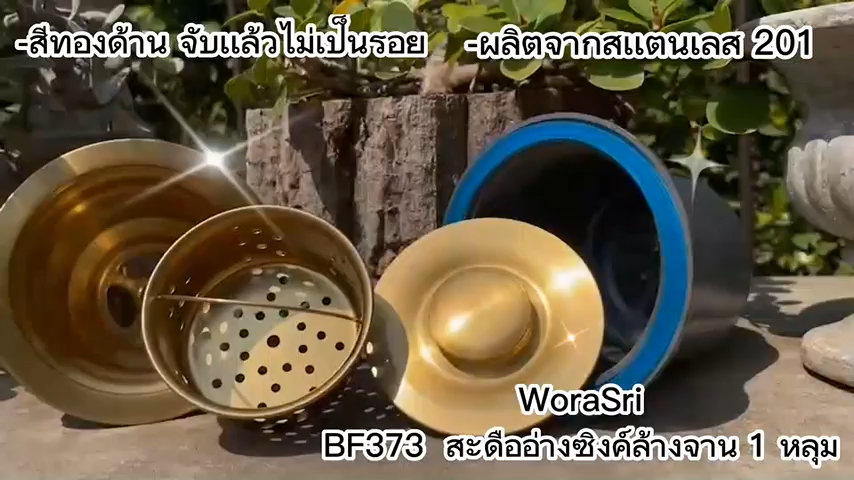 -สีทองด้าน จับแล้วไม่เป็นรอย
-ผลิตจากสแตนเลส 201
WoraSri
BF373 สะดืออ่างซิงค์ล้างจาน 1 หลุม